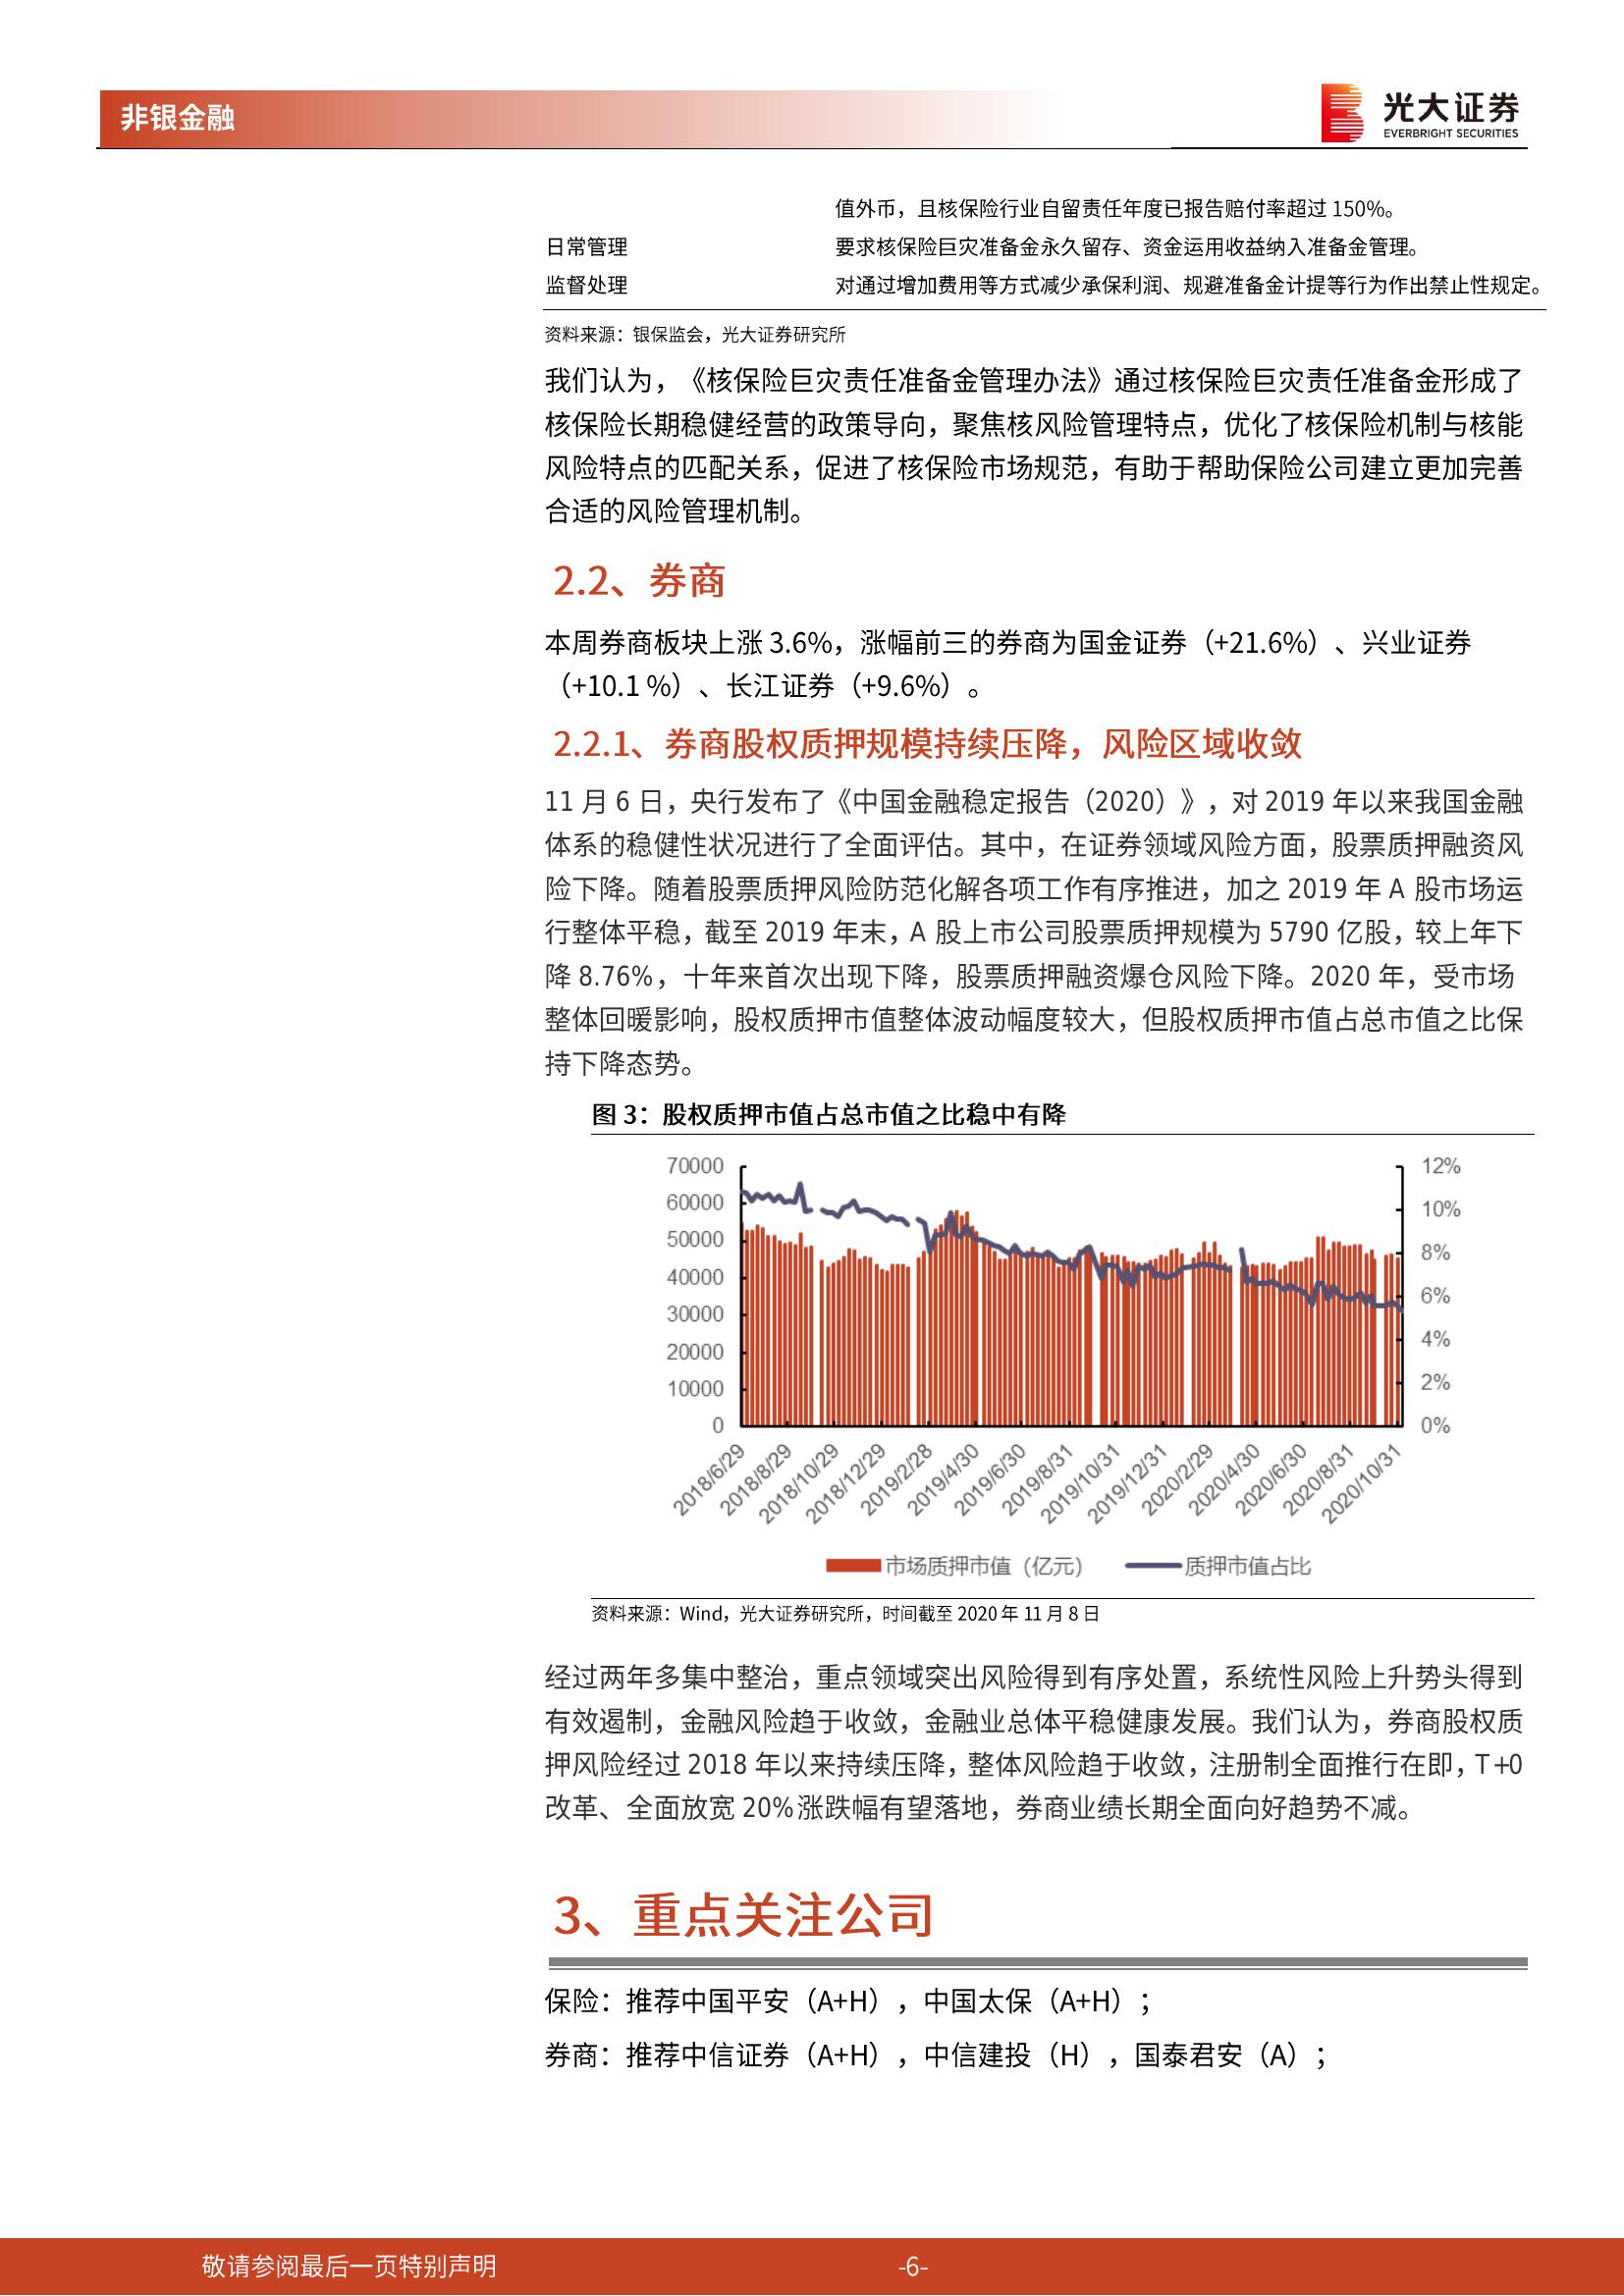 非银金融
光大证券
EVERBRIGHT SECURITIES
值外币，且核保险行业自留责任年度已报告赔付率超过 150%。
日常管理 要求核保险巨灾准备金永久留存、资金运用收益纳入准备金管理。
监督处理 对通过增加费用等方式减少承保利润、规避准备金计提等行为作出禁止性规定。
资料来源：银保监会，光大证券研究所
我们认为，《核保险巨灾责任准备金管理办法》通过核保险巨灾责任准备金形成了
核保险长期稳健经营的政策导向，聚焦核风险管理特点，优化了核保险机制与核能
风险特点的匹配关系，促进了核保险市场规范，有助于帮助保险公司建立更加完善
合适的风险管理机制。
2.2、券商
本周券商板块上涨 3.6%，涨幅前三的券商为国金证券（+21.6%）、兴业证券
（+10.1 %）、长江证券（+9.6%）。
2.2.1、券商股权质押规模持续压降，风险区域收敛
11 月 6 日，央行发布了《中国金融稳定报告（2020）》，对 2019 年以来我国金融
体系的稳健性状况进行了全面评估。其中，在证券领域风险方面，股票质押融资风
险下降。随着股票质押风险防范化解各项工作有序推进，加之 2019 年 A 股市场运
行整体平稳，截至 2019 年末，A 股上市公司股票质押规模为 5790 亿股，较上年下
降 8.76%，十年来首次出现下降，股票质押融资爆仓风险下降。2020 年，受市场
整体回暖影响，股权质押市值整体波动幅度较大，但股权质押市值占总市值之比保
持下降态势。
图 3：股权质押市值占总市值之比稳中有降
70000
60000
50000
40000
30000
20000
10000
0
12%
10%
8%
6%
4%
2%
0%
2018/6/29
2018/8/29
2018/10/29
2018/12/29
2019/2/28
2019/4/30
2019/6/30
2019/8/31
2019/10/31
2019/12/31
2020/2/29
2020/4/30
2020/6/30
2020/8/31
2020/10/31
市场质押市值（亿元） 质押市值占比
资料来源：Wind，光大证券研究所，时间截至 2020 年 11 月 8 日
经过两年多集中整治，重点领域突出风险得到有序处置，系统性风险上升势头得到
有效遏制，金融风险趋于收敛，金融业总体平稳健康发展。我们认为，券商股权质
押风险经过 2018 年以来持续压降，整体风险趋于收敛，注册制全面推行在即，T+0
改革、全面放宽 20%涨跌幅有望落地，券商业绩长期全面向好趋势不减。
3、重点关注公司
保险：推荐中国平安（A+H），中国太保（A+H）；
券商：推荐中信证券（A+H），中信建投（H），国泰君安（A）；
敬请参阅最后一页特别声明 -6-